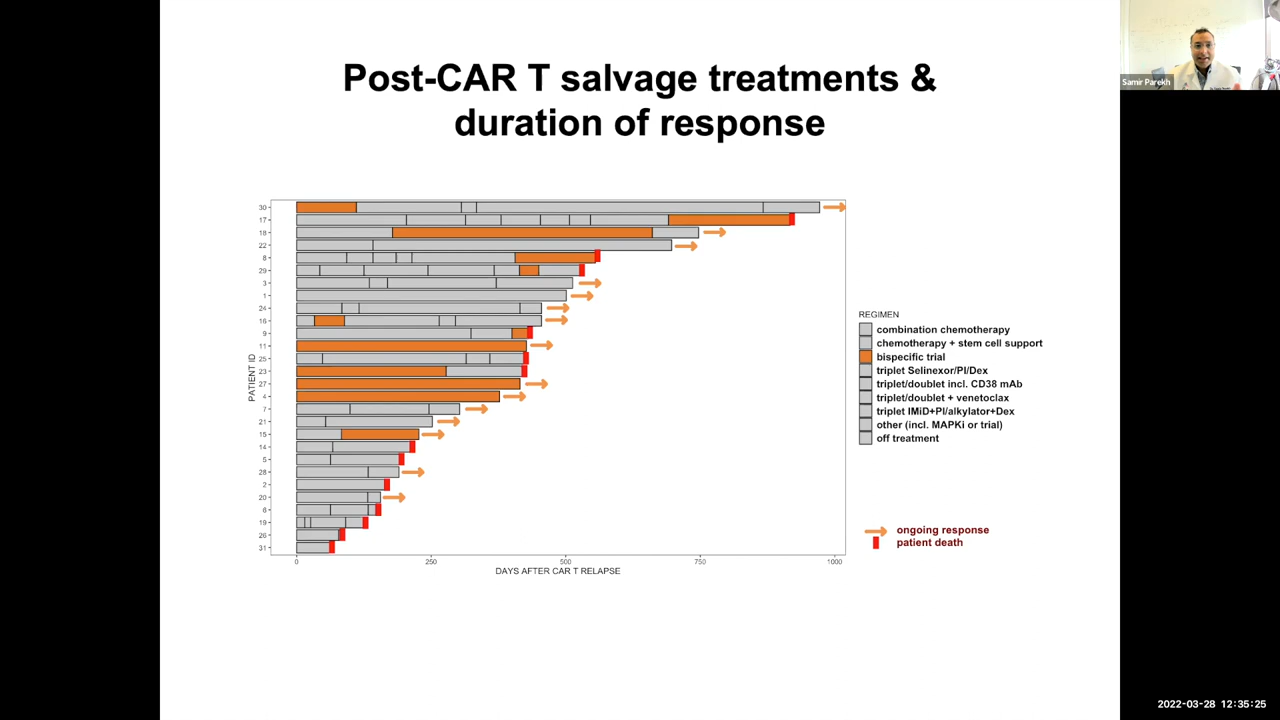 Post-CAR T salvage treatments &
duration of response
Samir Parekh
PATIENT ID
30
17
18
22
8
29
3
1
24
16
9
11
25
23
27
4
7
21
15
14
5
28
2
20
6
19
26
31
0 250 500 750 1000
DAYS AFTER CAR T RELAPSE
REGIMEN
combination chemotherapy
chemotherapy + stem cell support
bispecific trial
triplet Selinexor/PI/Dex
triplet/doublet incl. CD38 mAb
triplet/doublet + venetoclax
triplet IMiD+PI/alkylator+Dex
other (incl. MAPKi or trial)
off treatment
ongoing response
patient death
2022-03-28 12:35:25